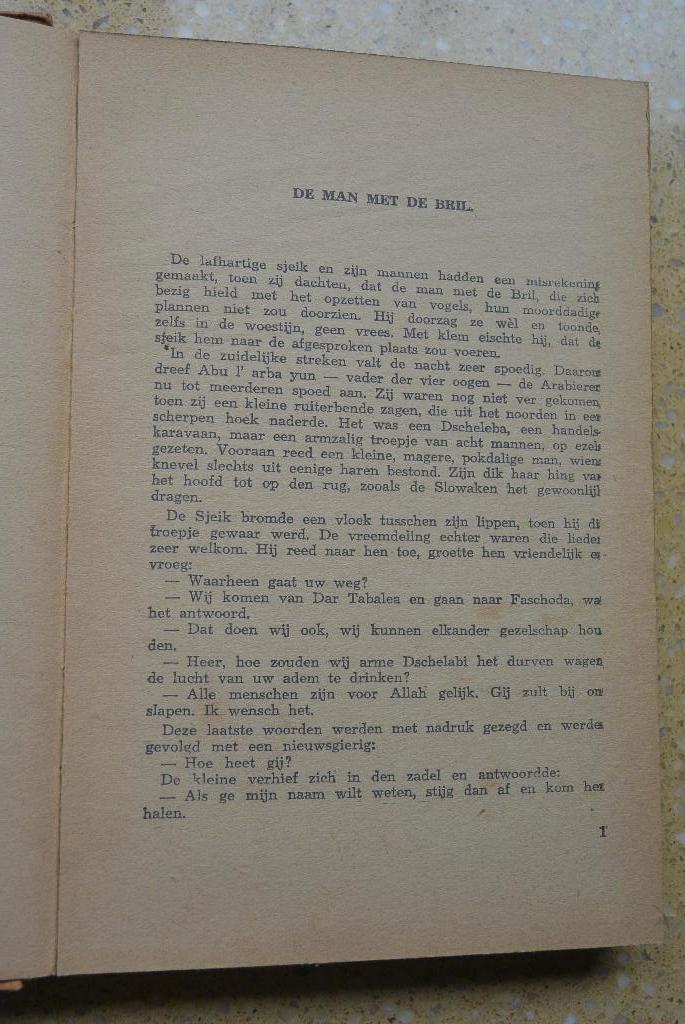 DE MAN MET DE BRIL.
De lafhartige sjeik en zijn mannen hadden een misrekening
gemaakt, toen zij dachten, dat de man met de Bril, die zich
bezig hield met het opzetten van vogels, hun moorddadige
plannen niet zou doorzien. Hij doorzag ze wèl en toonde,
zelfs in de woestijn, geen vrees. Met klem eischte hij, dat de
sjeik hem naar de afgesproken plaats zou voeren.
In de zuidelijke streken valt de nacht zeer spoedig. Daarom
dreef Abu l' arba yun — vader der vier oogen — de Arabieren
nu tot meerderen spoed aan. Zij waren nog niet ver gekomen,
toen zij een kleine ruiterbende zagen, die uit het noorden in een
scherpen hoek naderde. Het was een Dscheleba, een handels-
karavaan, maar een armzalig troepje van acht mannen, op ezels
gezeten. Vooraan reed een kleine, magere, pokdalige man, wiens
knevel slechts uit eenige haren bestond. Zijn dik haar hing van
het hoofd tot op den rug, zooals de Slowaken het gewoonlijk
dragen.
De Sjeik bromde een vloek tusschen zijn lippen, toen hij dit
troepje gewaar werd. De vreemdeling echter waren die lieden
zeer welkom. Hij reed naar hen toe, groette hen vriendelijk en
vroeg:
— Waarheen gaat uw weg?
— Wij komen van Dar Tabalea en gaan naar Faschoda, was
het antwoord.
— Dat doen wij ook, wij kunnen elkander gezelschap hou
den.
— Heer, hoe zouden wij arme Dschelabi het durven wagen
de lucht van uw adem te drinken?
— Alle menschen zijn voor Allah gelijk. Gij zult bij ons
slapen. Ik wensch het.
Deze laatste woorden werden met nadruk gezegd en werden
gevolgd met een nieuwsgierig:
— Hoe heet gij?
De kleine verhief zich in den zadel en antwoordde:
— Als ge mijn naam wilt weten, stijg dan af en kom hem
halen.
1